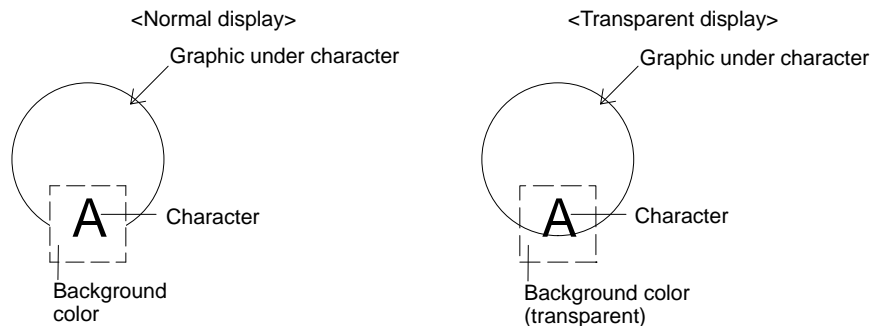 <Normal display>
Graphic under character
A
Character
Background
color
<Transparent display>
Graphic under character
A
Character
Background color
(transparent)